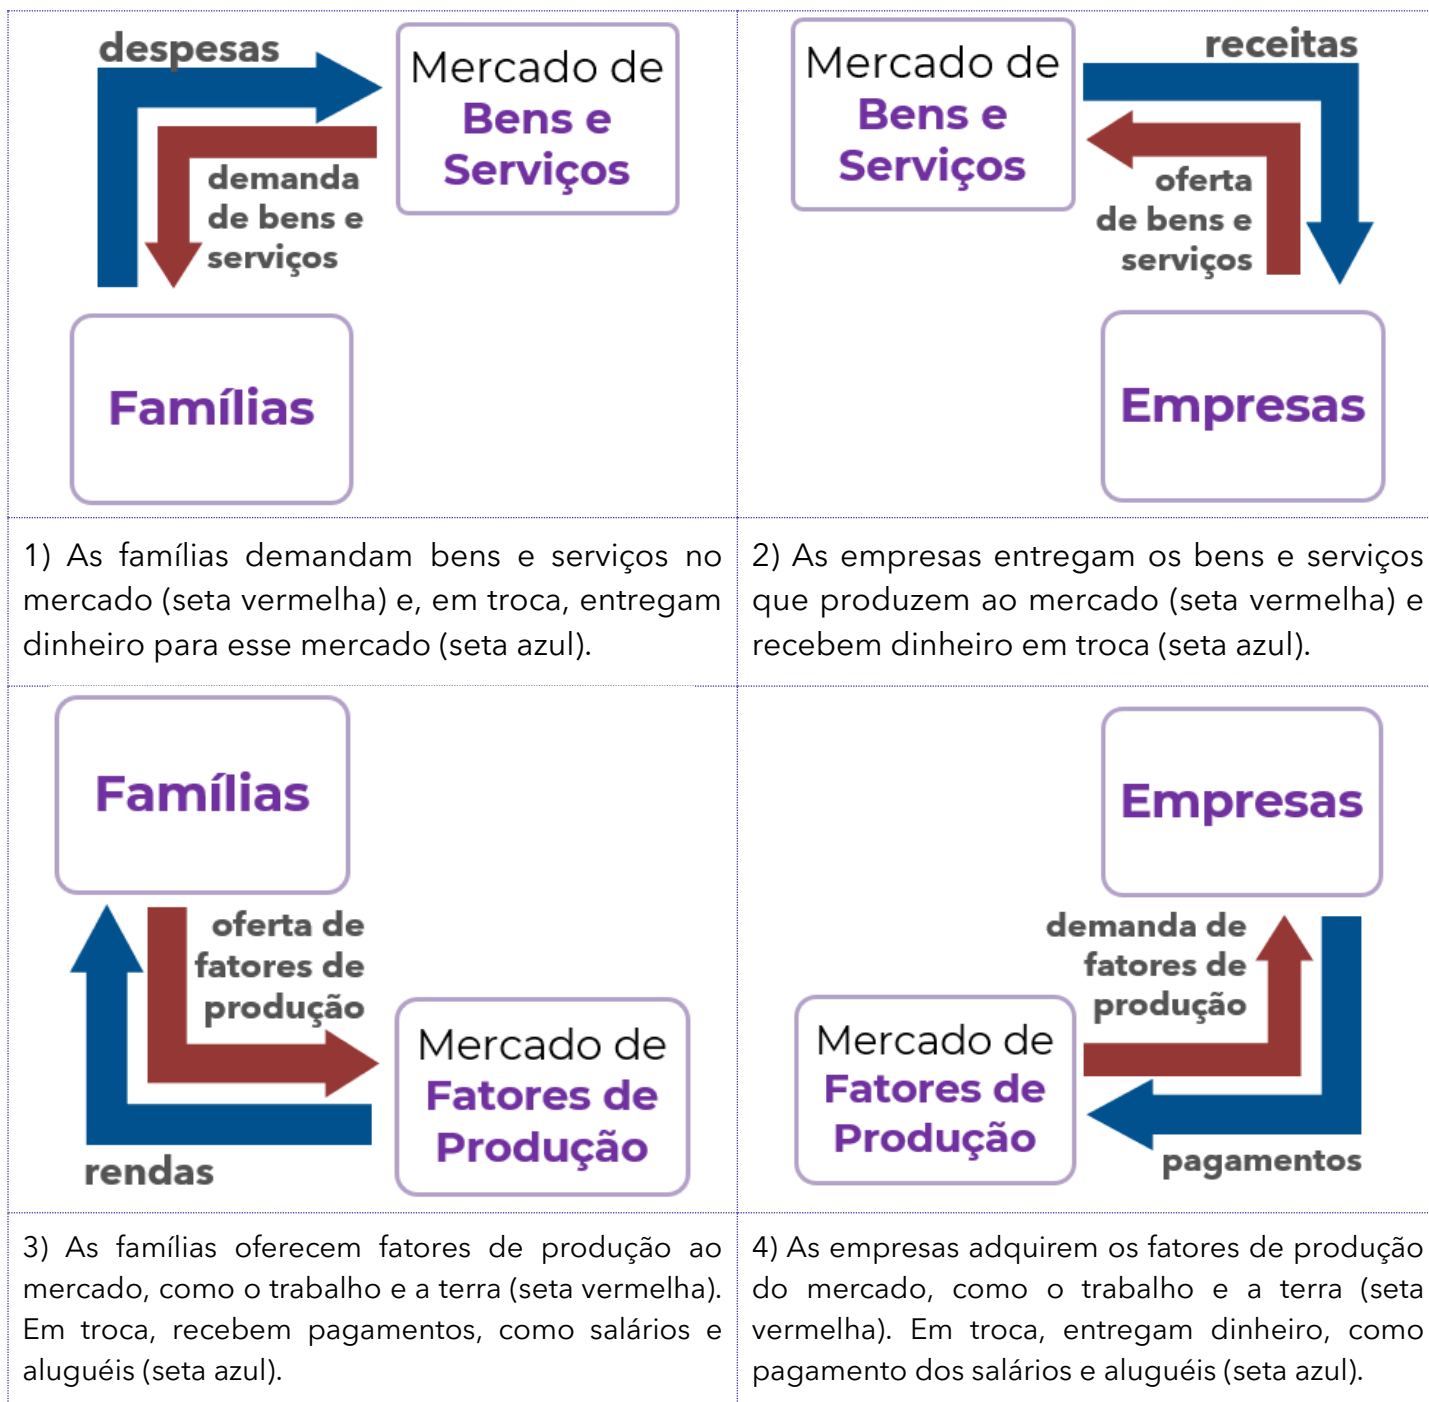 despesas
Mercado de
Bens e
Serviços
demanda
de bens e
serviços
Famílias
Mercado de
Bens e
Serviços
receitas
oferta
de bens e
serviços
Empresas
1) As famílias demandam bens e serviços no
mercado (seta vermelha) e, em troca, entregam
dinheiro para esse mercado (seta azul).
2) As empresas entregam os bens e serviços
que produzem ao mercado (seta vermelha) e
recebem dinheiro em troca (seta azul).
Famílias
oferta de
fatores de
produção
Mercado de
Fatores de
Produção
rendas
Empresas
demanda de
fatores de
produção
Mercado de
Fatores de
Produção
pagamentos
3) As famílias oferecem fatores de produção ao
mercado, como o trabalho e a terra (seta vermelha).
Em troca, recebem pagamentos, como salários e
aluguéis (seta azul).
4) As empresas adquirem os fatores de produção
do mercado, como o trabalho e a terra (seta
vermelha). Em troca, entregam dinheiro, como
pagamento dos salários e aluguéis (seta azul).